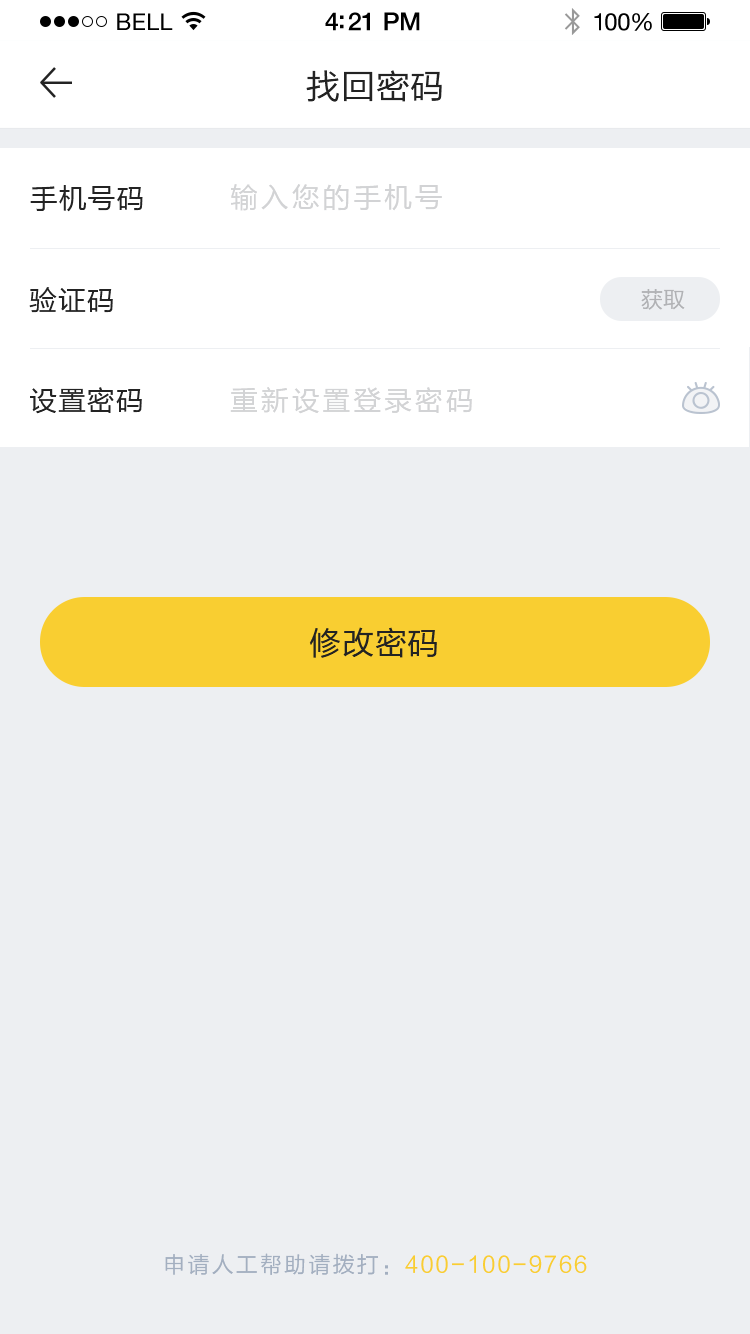 BELL 4:21 PM 100%
找回密码
手机号码 输入您的手机号
验证码 获取
设置密码 重新设置登录密码
修改密码
申请人工帮助请拨打：400-100-9766